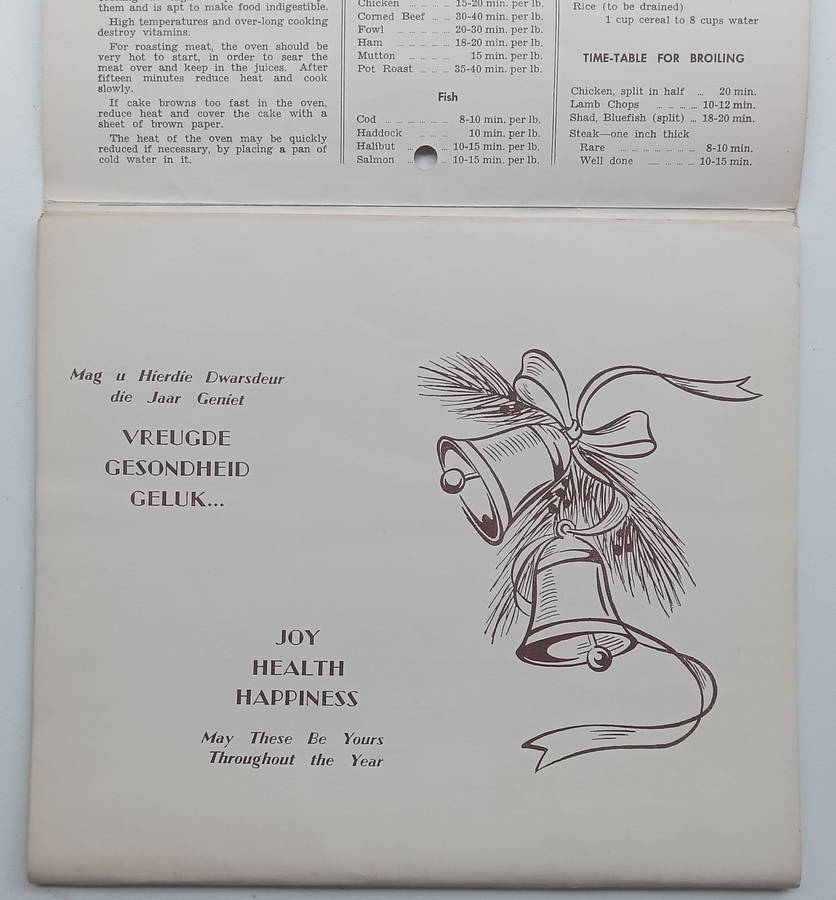 them and is apt to make food indigestible.
High temperatures and over-long cooking
destroy vitamins.
For roasting meat, the oven should be
very hot to start, in order to sear the
meat over and keep in the juices. After
fifteen minutes reduce heat and cook
slowly.
If cake browns too fast in the oven,
reduce heat and cover the cake with a
sheet of brown paper.
The heat of the oven may be quickly
reduced if necessary, by placing a pan of
cold water in it.
Chicken ... 15-20 min. per lb.
Corned Beef ... 30-40 min. per lb.
Fowl ... 20-30 min. per lb.
Ham ... 18-20 min. per lb.
Mutton 15 min. per lb.
Pot Roast ... 35-40 min. per lb.
Fish
Cod ... 8-10 min. per lb.
Haddock ... 10 min. per lb.
Halibut ... 10-15 min. per lb.
Salmon ... 10-15 min. per lb.
Rice (to be drained)
1 cup cereal to 8 cups water
TIME-TABLE FOR BROILING
Chicken, split in half ... 20 min.
Lamb Chops ... 10-12 min.
Shad, Bluefish (split) ... 18-20 min.
Steak—one inch thick
Rare ... 8-10 min.
Well done ... 10-15 min.
Mag u Hierdie Dwarsdeur
die Jaar Geniet
VREUGDE
GESONDHEID
GELUK...
JOY
HEALTH
HAPPINESS
May These Be Yours
Throughout the Year